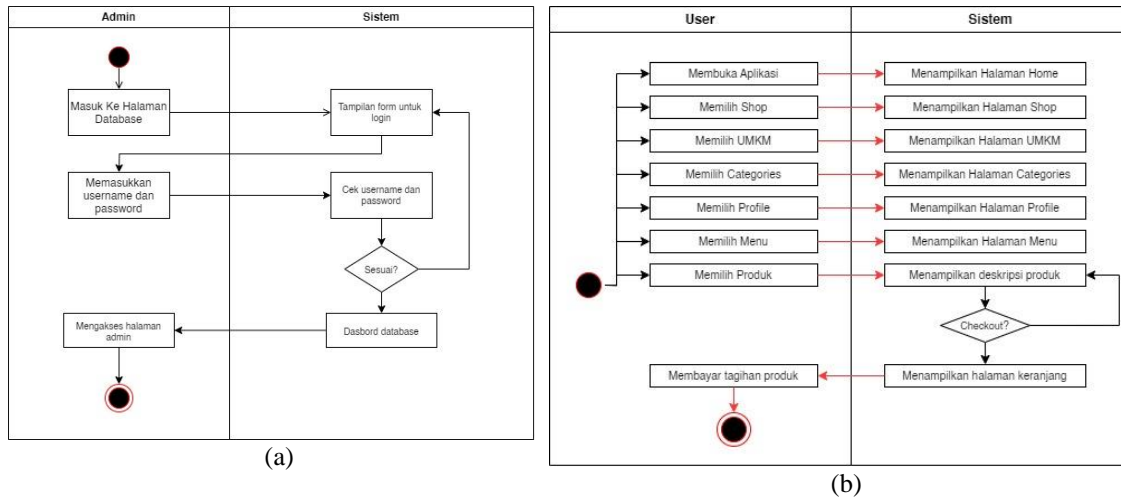 Admin
Sistem
Masuk Ke Halaman
Database
Tampilan form untuk
login
Memasukkan
username dan
password
Cek username dan
password
Sesuai?
Mengakses halaman
admin
Dasbord database
(a)
User
Sistem
Membuka Aplikasi
Menampilkan Halaman Home
Memilih Shop
Menampilkan Halaman Shop
Memilih UMKM
Menampilkan Halaman UMKM
Memilih Categories
Menampilkan Halaman Categories
Memilih Profile
Menampilkan Halaman Profile
Memilih Menu
Menampilkan Halaman Menu
Memilih Produk
Menampilkan deskripsi produk
Checkout?
Membayar tagihan produk
Menampilkan halaman keranjang
(b)